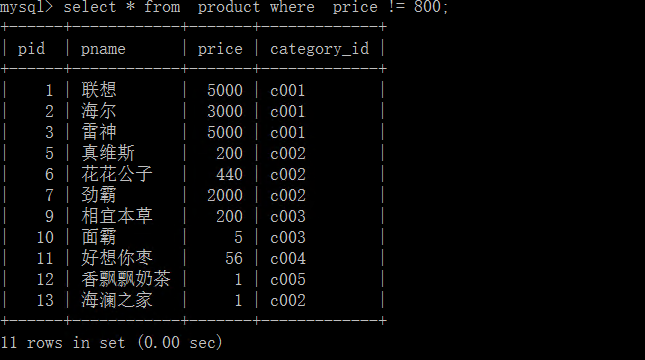 mysql> select * from  product where  price != 800;
+------+------------+-------+-------------+
| pid  | pname      | price | category_id |
+------+------------+-------+-------------+
|    1 | 联想       |  5000 | c001        |
|    2 | 海尔       |  3000 | c001        |
|    3 | 雷神       |  5000 | c001        |
|    5 | 真维斯     |   200 | c002        |
|    6 | 花花公子   |   440 | c002        |
|    7 | 劲霸       |  2000 | c002        |
|    9 | 相宜本草   |   200 | c003        |
|   10 | 面霸       |     5 | c003        |
|   11 | 好想你枣   |    56 | c004        |
|   12 | 香飘飘奶茶 |     1 | c005        |
|   13 | 海澜之家   |     1 | c002        |
+------+------------+-------+-------------+
11 rows in set (0.00 sec)